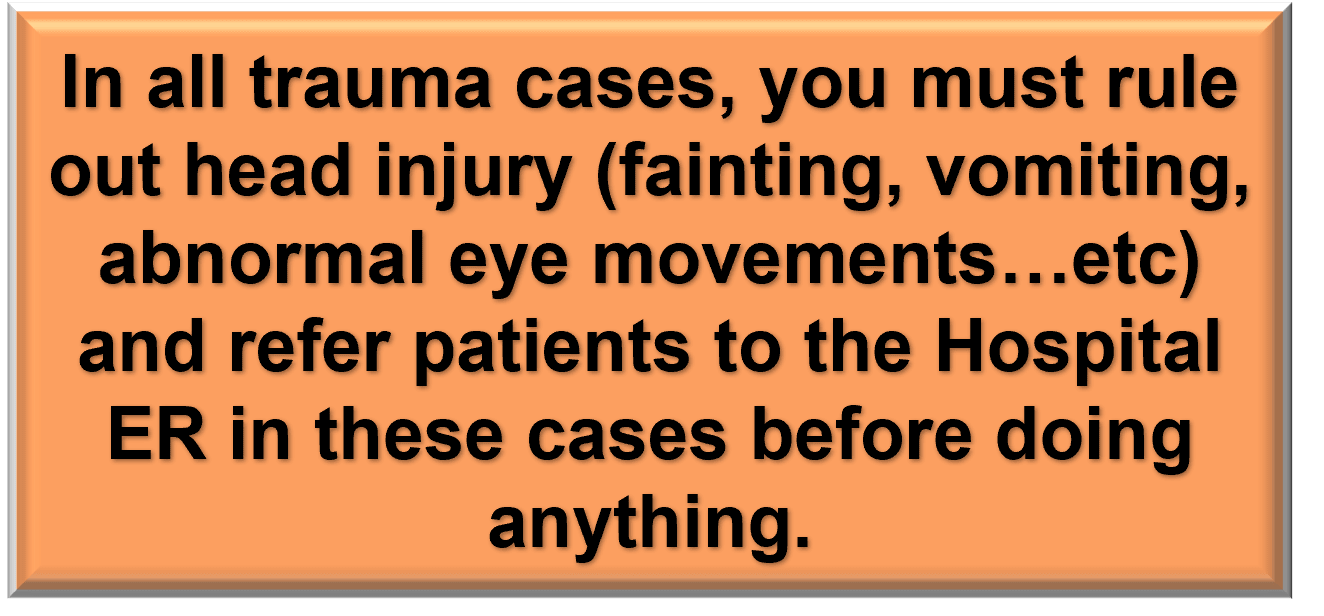 In all trauma cases, you must rule
out head injury (fainting, vomiting,
abnormal eye movements…etc)
and refer patients to the Hospital
ER in these cases before doing
anything.